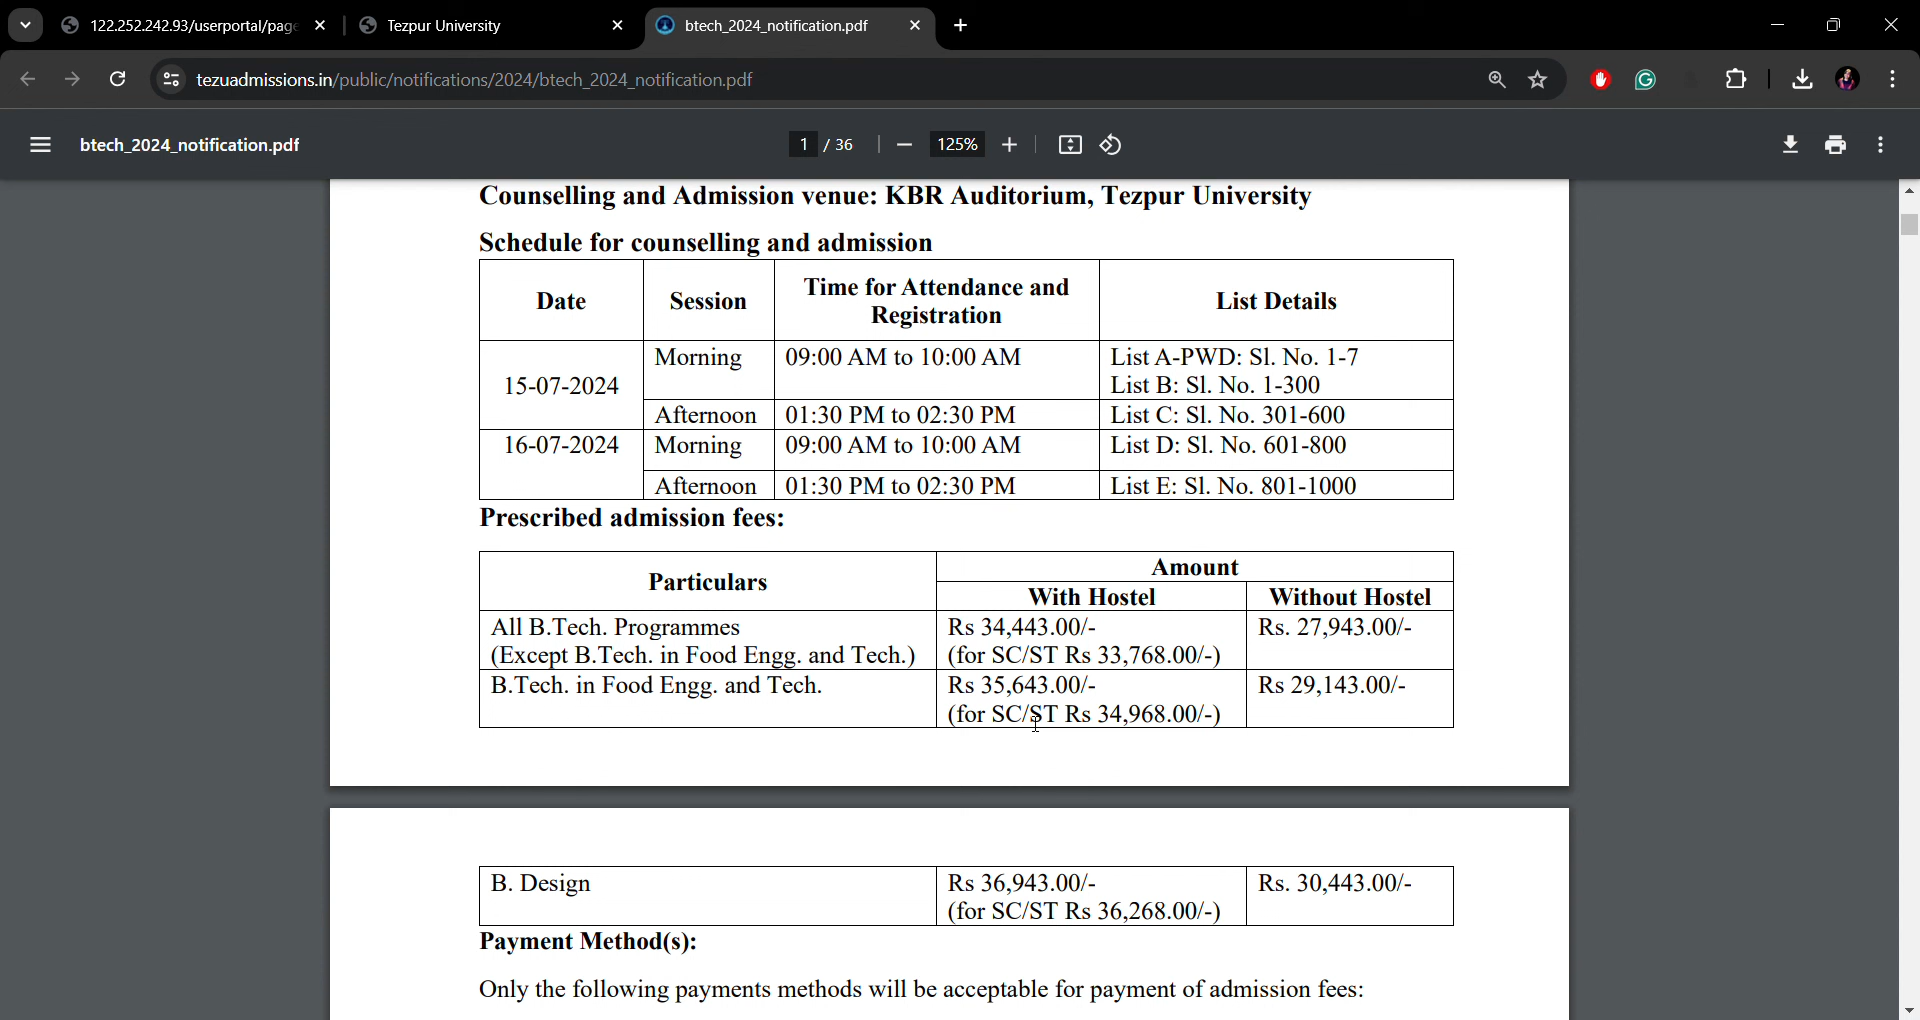 122.252.242.93/userportal/page
Tezpur University
btech_2024_notification.pdf
tezuadmissions.in/public/notifications/2024/btech_2024_notification.pdf
btech_2024_notification.pdf
1 / 36
125%
Counselling and Admission venue: KBR Auditorium, Tezpur University
Schedule for counselling and admission
Date Session Time for Attendance and Registration List Details
15-07-2024 Morning 09:00 AM to 10:00 AM List A-PWD: Sl. No. 1-7
List B: Sl. No. 1-300
Afternoon 01:30 PM to 02:30 PM List C: Sl. No. 301-600
16-07-2024 Morning 09:00 AM to 10:00 AM List D: Sl. No. 601-800
Afternoon 01:30 PM to 02:30 PM List E: Sl. No. 801-1000
Prescribed admission fees:
Particulars Amount
With Hostel Without Hostel
All B.Tech. Programmes Rs 34,443.00/- Rs. 27,943.00/-
(Except B.Tech. in Food Engg. and Tech.) (for SC/ST Rs 33,768.00/-)
B.Tech. in Food Engg. and Tech. Rs 35,643.00/- Rs 29,143.00/-
(for SC/ST Rs 34,968.00/-)
B. Design Rs 36,943.00/- Rs. 30,443.00/-
(for SC/ST Rs 36,268.00/-)
Payment Method(s):
Only the following payments methods will be acceptable for payment of admission fees: